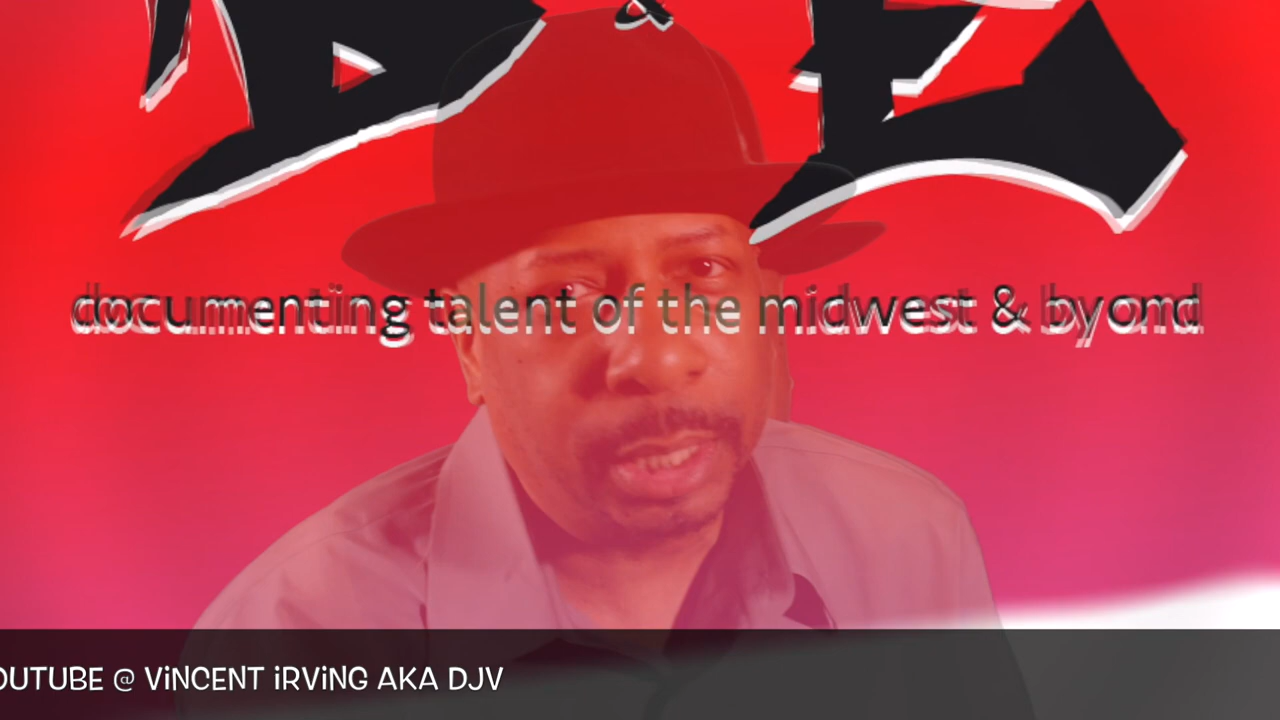 D & E
documenting talent of the midwest & byond
OUTUBE @ ViNCENT iRViNG AKA DJV